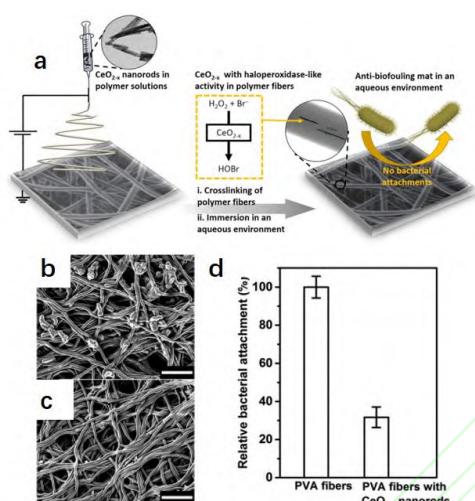 a
CeO2-x nanorods in
polymer solutions
CeO2-x with haloperoxidase-like
activity in polymer fibers
H2O2 + Br-
CeO2-x
HOBr
i. Crosslinking of
polymer fibers
ii. Immersion in an
aqueous environment
Anti-biofouling mat in an
aqueous environment
No bacterial
attachments
b
c
d
Relative bacterial attachment (%)
100
80
60
40
20
0
PVA fibers
PVA fibers with
nanorods